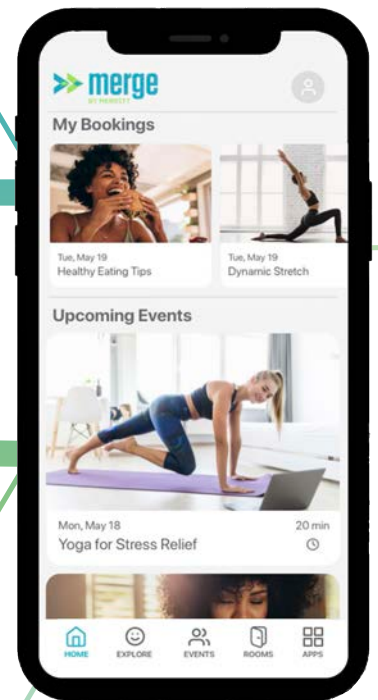 merge
BY MERCITY
My Bookings
Tue, May 19
Healthy Eating Tips
Tue, May 19
Dynamic Stretch
Upcoming Events
Mon, May 18
20 min
Yoga for Stress Relief
HOME
EXPLORE
EVENTS
ROOMS
APPS